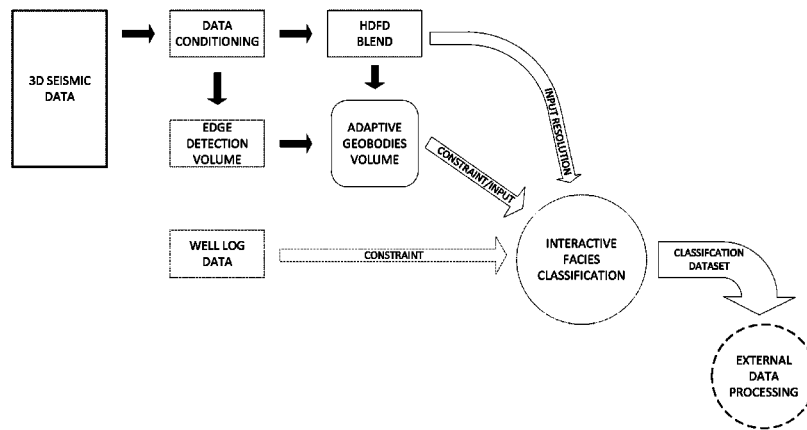 3D SEISMIC
DATA
DATA
CONDITIONING
HDFD
BLEND
EDGE
DETECTION
VOLUME
ADAPTIVE
GEOBODIES
VOLUME
INPUT RESOLUTION
CONSTRAINT/INPUT
WELL LOG
DATA
CONSTRAINT
INTERACTIVE
FACIES
CLASSIFICATION
CLASSIFCATION
DATASET
EXTERNAL
DATA
PROCESSING